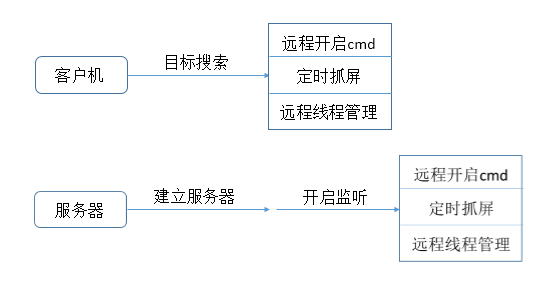 客户机
目标搜索
远程开启cmd
定时抓屏
远程线程管理
服务器
建立服务器
开启监听
远程开启cmd
定时抓屏
远程线程管理